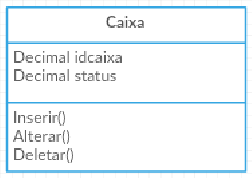 Caixa
Decimal idcaixa
Decimal status
Inserir()
Alterar()
Deletar()